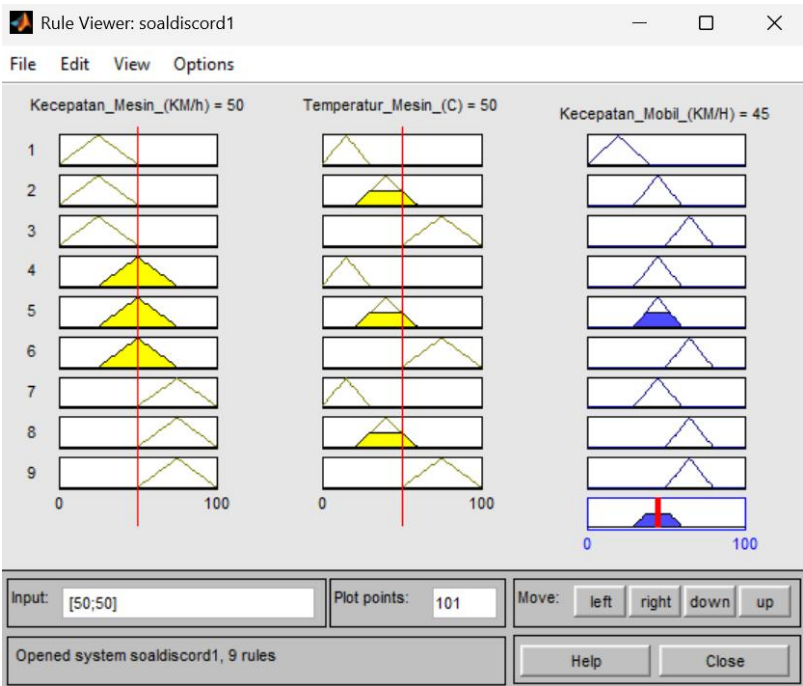 Rule Viewer: soaldiscord1
File Edit View Options
Kecepatan_Mesin_(KM/h) = 50
Temperatur_Mesin_(C) = 50
Kecepatan_Mobil_(KM/H) = 45
1
2
3
4
5
6
7
8
9
0 100
0 100
0 100
Input: [50;50]
Plot points: 101
Move: left right down up
Opened system soaldiscord1, 9 rules
Help Close